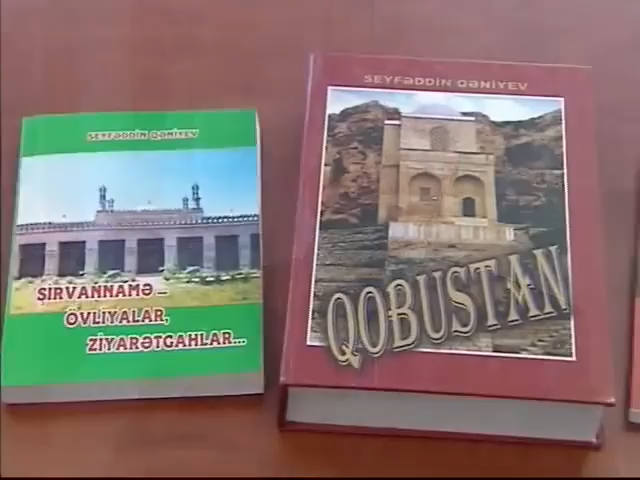 SEYFƏDDİN QƏNİYEV
ŞİRVANNAMƏ –
ÖVLİYALAR,
ZİYARƏTGAHLAR...
SEYFƏDDİN QƏNİYEV
QOBUSTAN